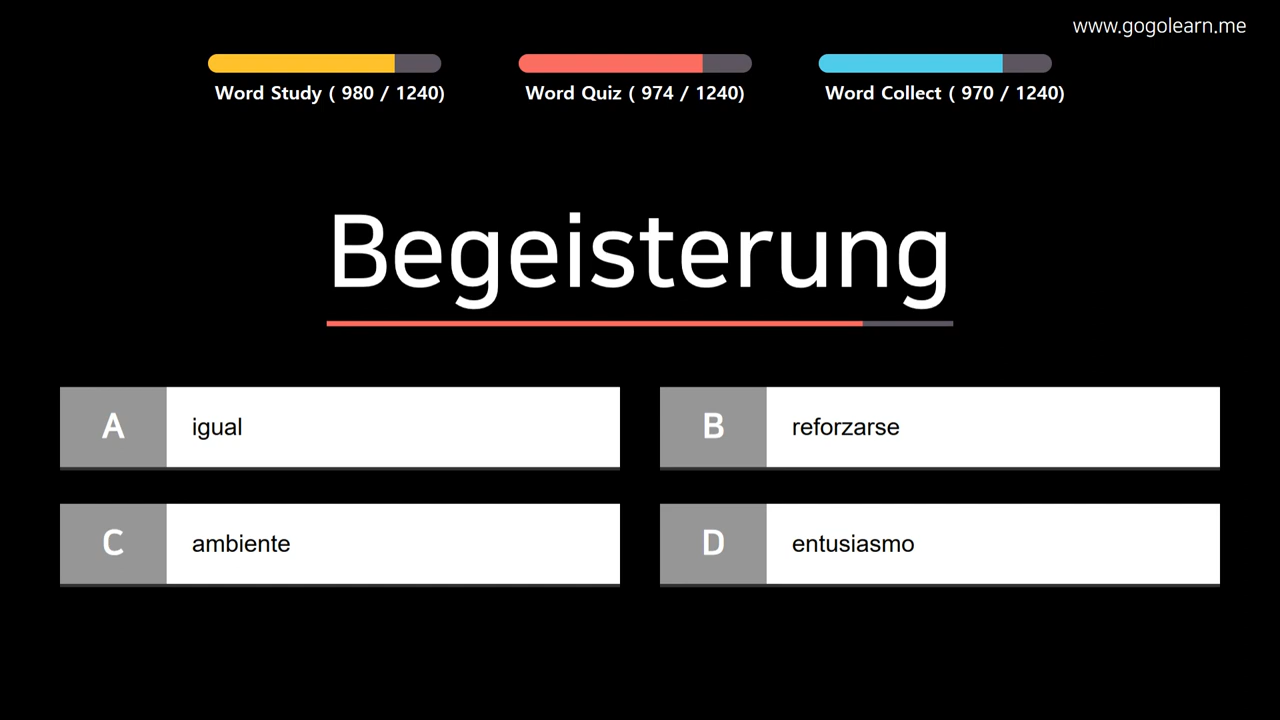 www.gogolearn.me
Word Study ( 980 / 1240)
Word Quiz ( 974 / 1240)
Word Collect ( 970 / 1240)
Begeisterung
A igual
B reforzarse
C ambiente
D entusiasmo